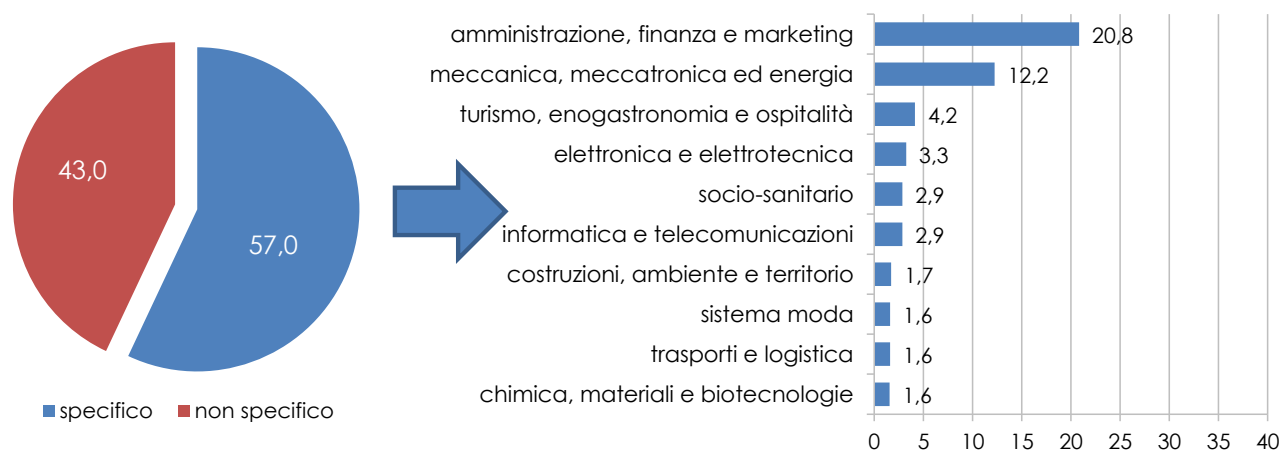 43,0
57,0
specifico
non specifico
amministrazione, finanza e marketing 20,8
meccanica, meccatronica ed energia 12,2
turismo, enogastronomia e ospitalità 4,2
elettronica e elettrotecnica 3,3
socio-sanitario 2,9
informatica e telecomunicazioni 2,9
costruzioni, ambiente e territorio 1,7
sistema moda 1,6
trasporti e logistica 1,6
chimica, materiali e biotecnologie 1,6
0 5 10 15 20 25 30 35 40